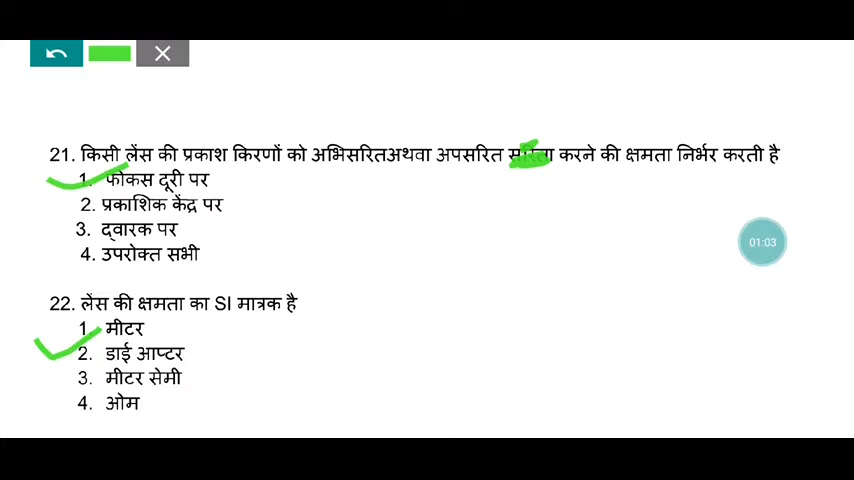 21. किसी लेंस की प्रकाश किरणों को अभिसरितअथवा अपसरित करने की क्षमता निर्भर करती है
1. फोकस दूरी पर
2. प्रकाशिक केंद्र पर
3. द्वारक पर
4. उपरोक्त सभी
01:03
22. लेंस की क्षमता का SI मात्रक है
1. मीटर
2. डाई आप्टर
3. मीटर सेमी
4. ओम